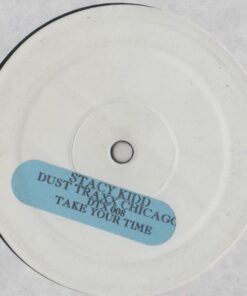 STACY KIDD
DUST TRAXX CHICAGO
DTX 008
TAKE YOUR TIME